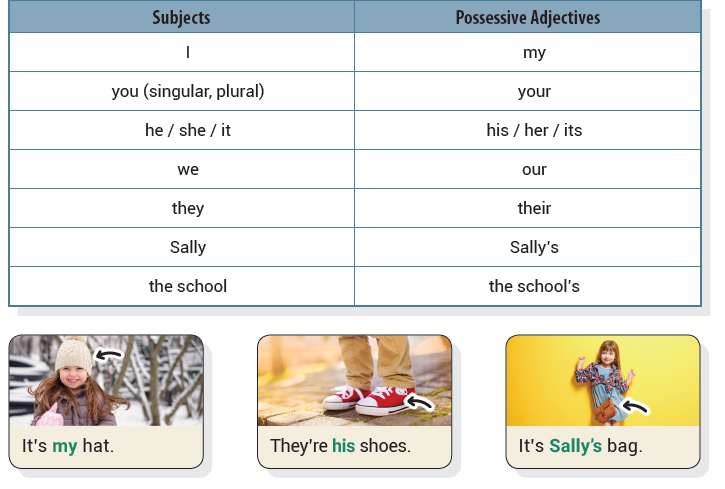 Subjects Possessive Adjectives
I my
you (singular, plural) your
he / she / it his / her / its
we our
they their
Sally Sally's
the school the school's
It's my hat.
They're his shoes.
It's Sally's bag.